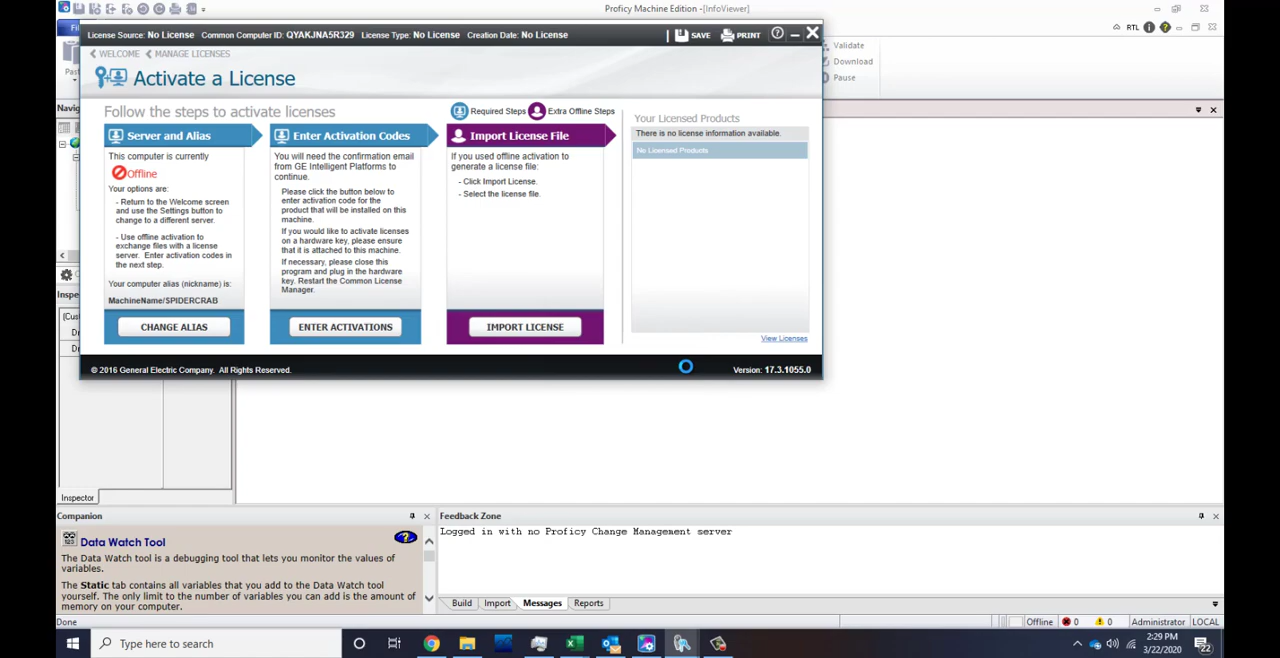 Proficy Machine Edition - [InfoViewer]
RTL
Validate
Download
Pause
License Source: No License Common Computer ID: QYAKJNA5R329 License Type: No License Creation Date: No License
SAVE
PRINT
WELCOME
MANAGE LICENSES
Activate a License
Follow the steps to activate licenses
Required Steps
Extra Offline Steps
Server and Alias
This computer is currently
Offline
Your options are:
- Return to the Welcome screen
and use the Settings button to
change to a different server.
- Use offline activation to
exchange files with a license
server. Enter activation codes in
the next step.
Your computer alias (nickname) is:
MachineName/SPIDERCRAB
CHANGE ALIAS
Enter Activation Codes
You will need the confirmation email
from GE Intelligent Platforms to
continue.
Please click the button below to
enter activation code for the
product that will be installed on this
machine.
If you would like to activate licenses
on a hardware key, please ensure
that it is attached to this machine.
If necessary, please close this
program and plug in the hardware
key. Restart the Common License
Manager.
ENTER ACTIVATIONS
Import License File
If you used offline activation to
generate a license file:
- Click Import License.
- Select the license file.
IMPORT LICENSE
Your Licensed Products
There is no license information available.
No Licensed Products
View Licenses
© 2016 General Electric Company. All Rights Reserved.
Version: 17.3.1055.0
Past
Navig
Inspe
[Cus
Inspector
Companion
Data Watch Tool
The Data Watch tool is a debugging tool that lets you monitor the values of
variables.
The Static tab contains all variables that you add to the Data Watch tool
yourself. The only limit to the number of variables you can add is the amount of
memory on your computer.
Feedback Zone
Logged in with no Proficy Change Management server
Build
Import
Messages
Reports
Done
Offline
0
0
Administrator
LOCAL
Type here to search
2:29 PM
3/22/2020
22